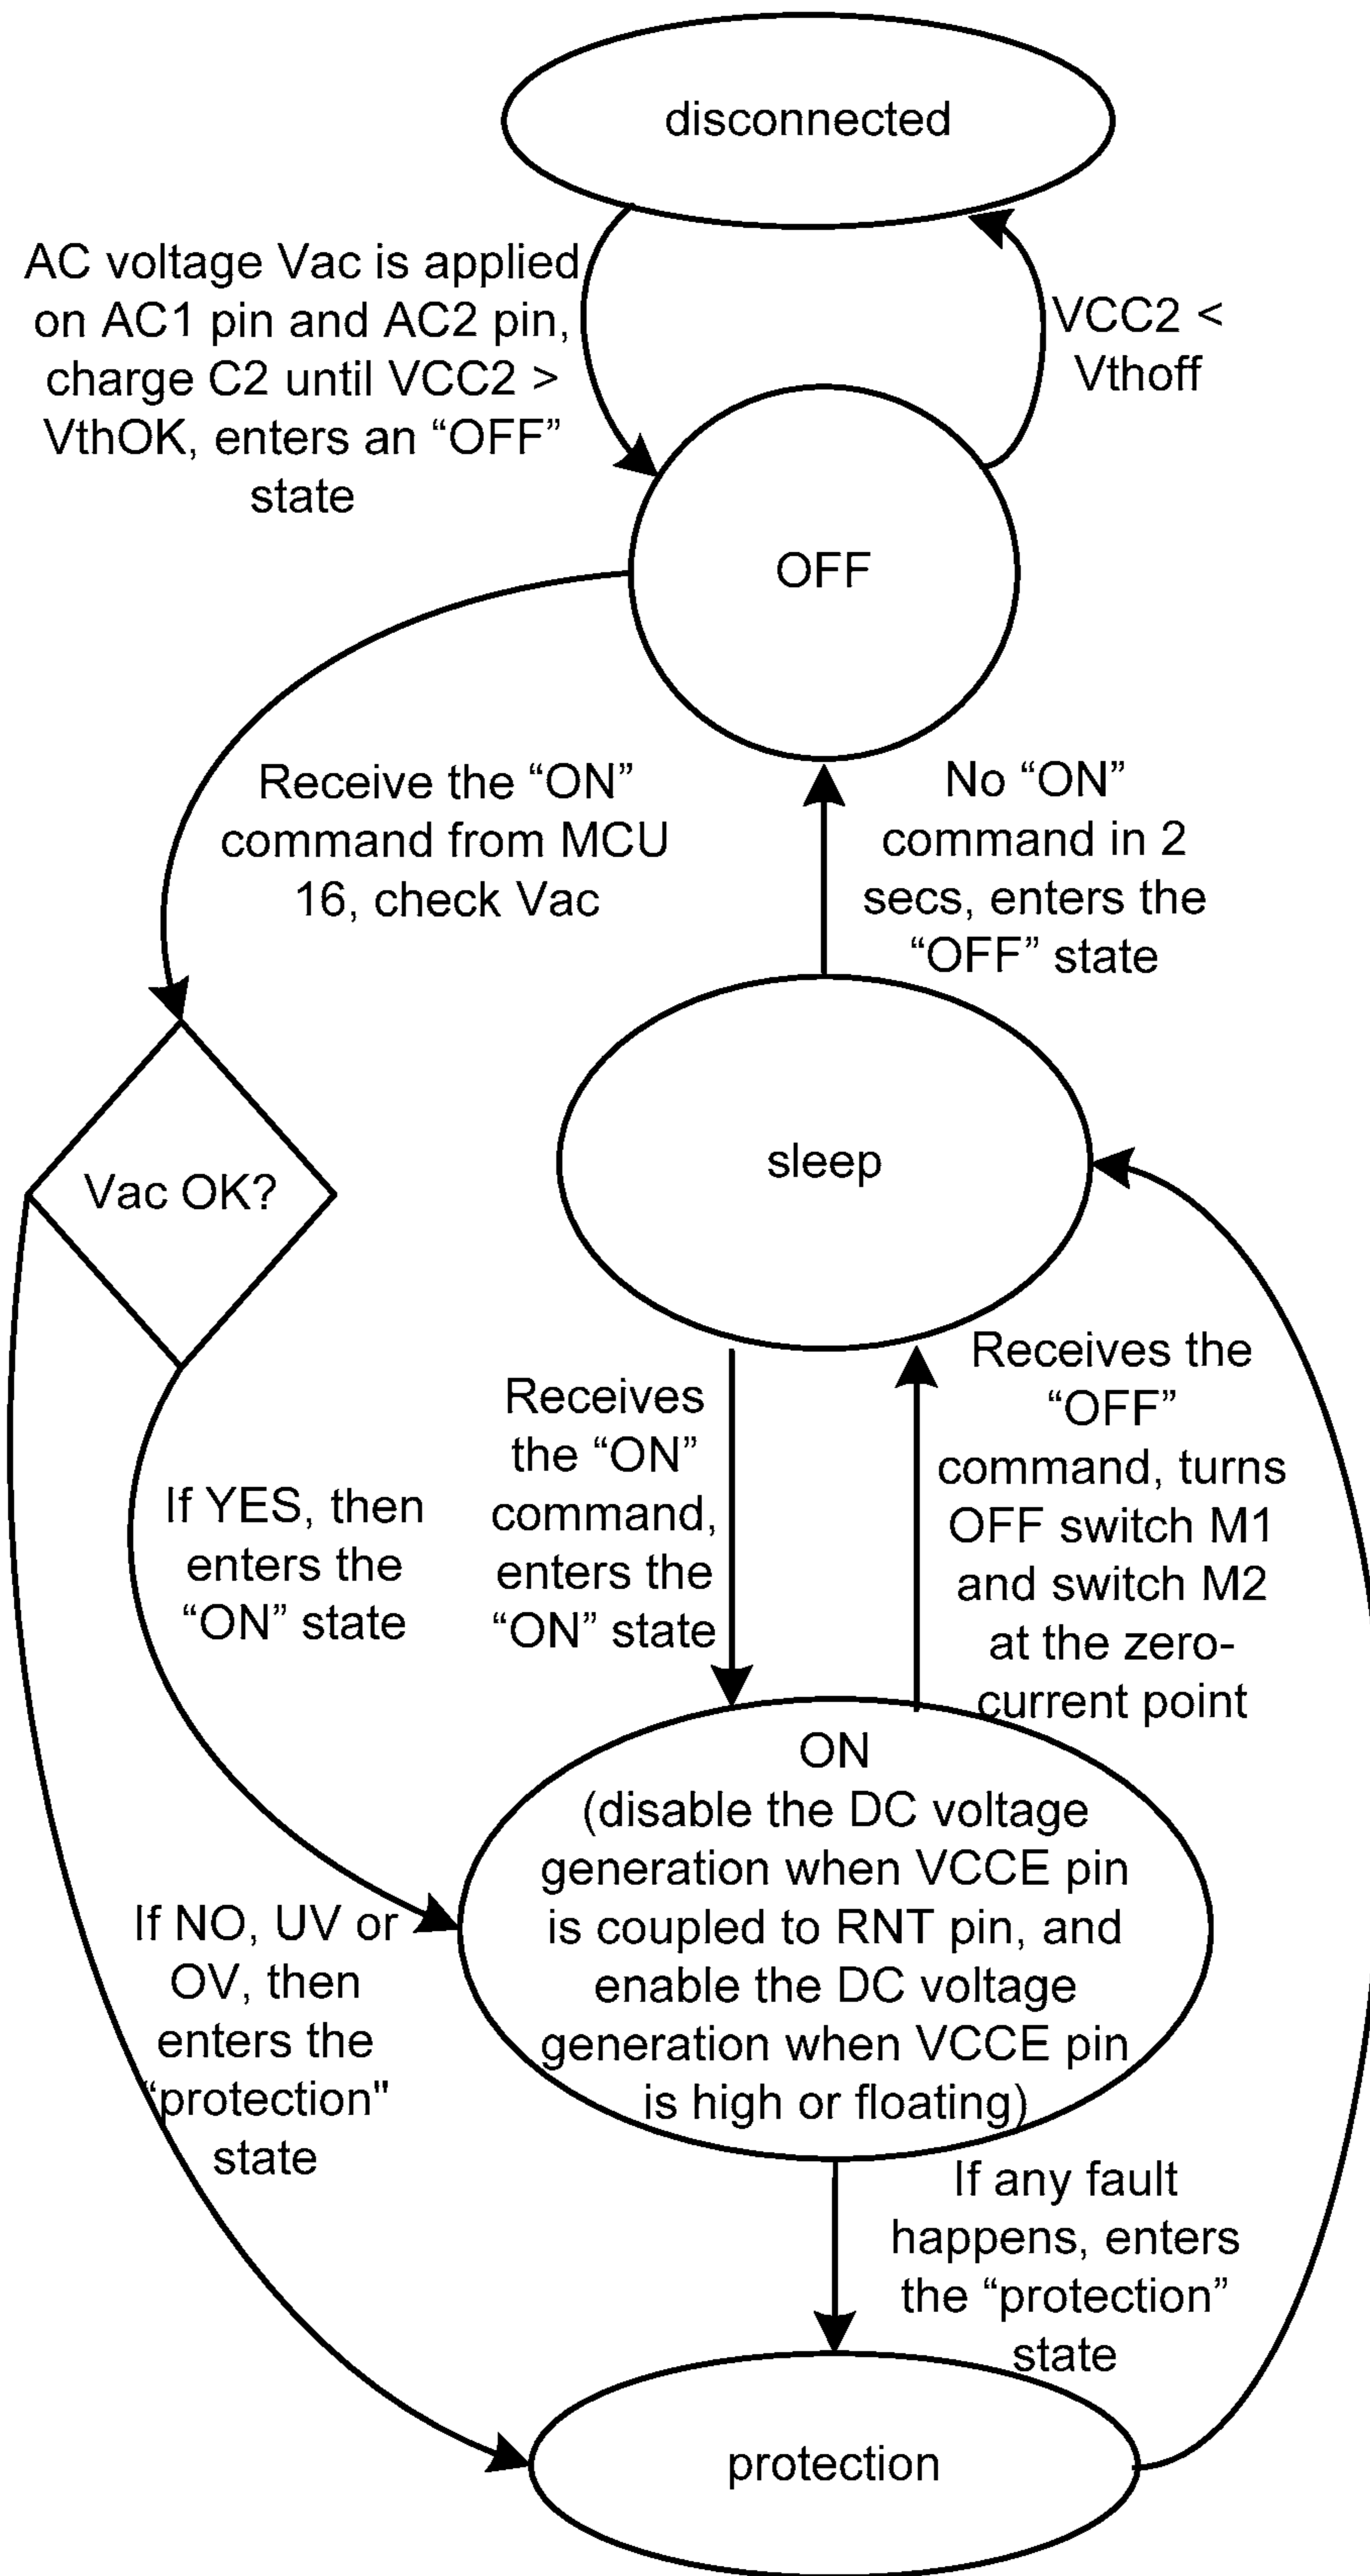 disconnected
AC voltage Vac is applied
on AC1 pin and AC2 pin,
charge C2 until VCC2 >
VthOK, enters an “OFF”
state
VCC2 <
Vthoff
OFF
Receive the “ON”
command from MCU
16, check Vac
No “ON”
command in 2
secs, enters the
“OFF” state
Vac OK?
sleep
If YES, then
enters the
“ON” state
Receives
the “ON”
command,
enters the
“ON” state
Receives the
“OFF”
command, turns
OFF switch M1
and switch M2
at the zero-
current point
ON
(disable the DC voltage
generation when VCCE pin
is coupled to RNT pin, and
enable the DC voltage
generation when VCCE pin
is high or floating)
If NO, UV or
OV, then
enters the
“protection"
state
If any fault
happens, enters
the “protection”
state
protection